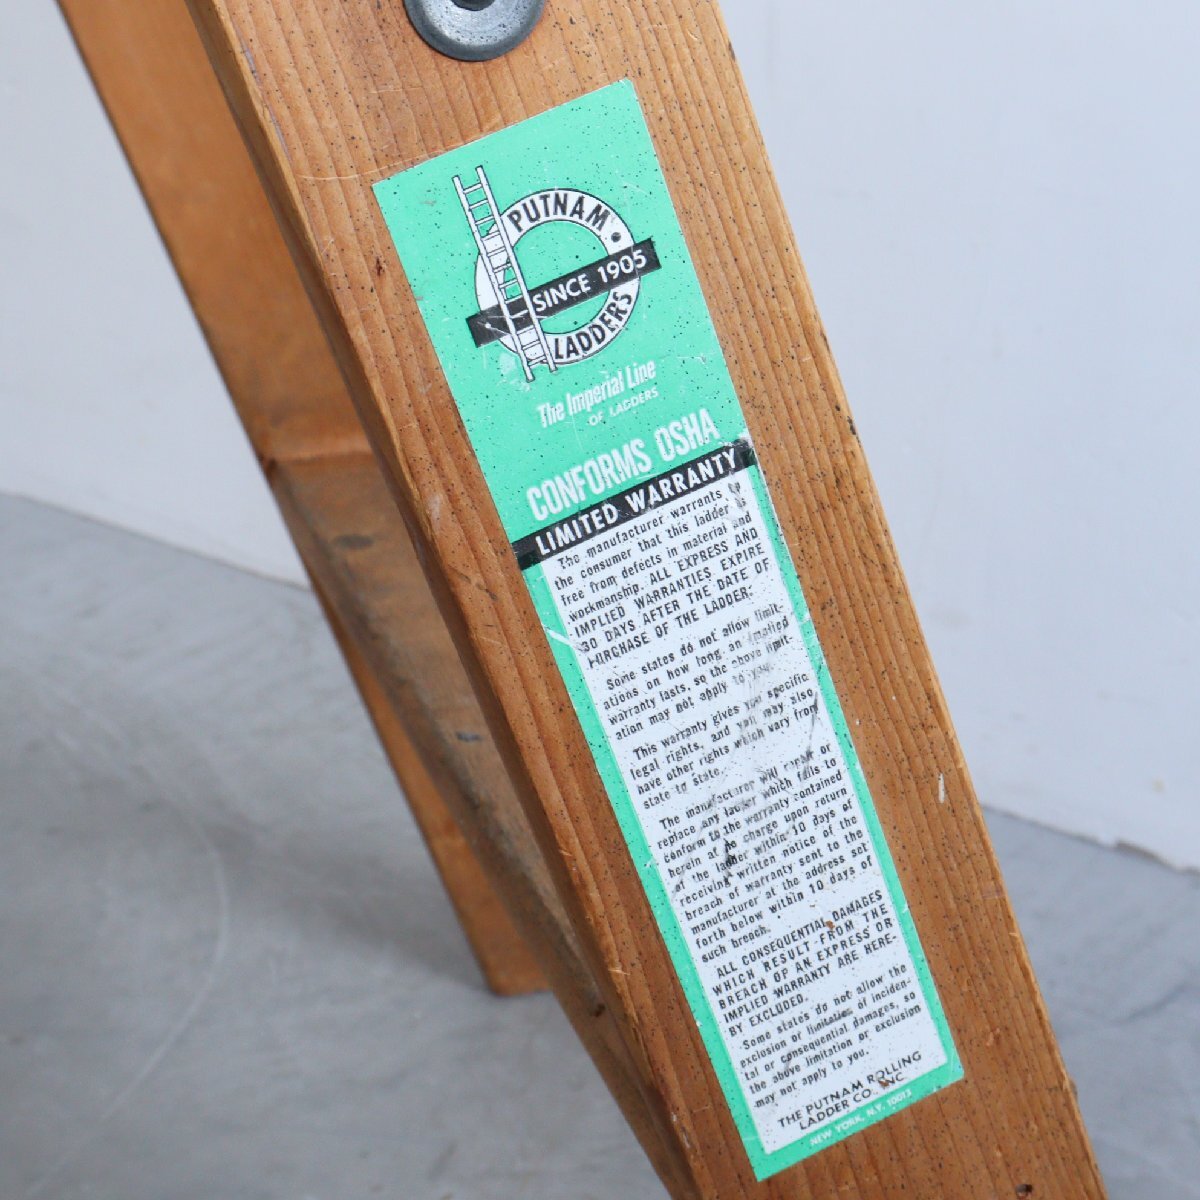 PUTNAM
SINCE 1905
LADDERS
The Imperial Line
OF LADDERS
CONFORMS OSHA
LIMITED WARRANTY
The manufacturer warrants to
the consumer that this ladder is
free from defects in material and
workmanship. ALL EXPRESS AND
IMPLIED WARRANTIES EXPIRE
30 DAYS AFTER THE DATE OF
PURCHASE OF THE LADDER.
Some states do not allow limit-
ations on how long an implied
warranty lasts, so the above limit-
ation may not apply to you.
This warranty gives you specific
legal rights, and you may also
have other rights which vary from
state to state.
The manufacturer will repair or
replace any ladder which fails to
conform to the warranty contained
herein at no charge upon return
of the ladder within 10 days of
receiving written notice of the
breach of warranty sent to the
manufacturer at the address set
forth below within 10 days of
such breach.
ALL CONSEQUENTIAL DAMAGES
WHICH RESULT FROM THE
BREACH OF AN EXPRESS OR
IMPLIED WARRANTY ARE HERE-
BY EXCLUDED.
Some states do not allow the
exclusion or limitation of inciden-
tal or consequential damages, so
the above limitation or exclusion
may not apply to you.
THE PUTNAM ROLLING
LADDER CO., INC.
NEW YORK, N.Y. 10013